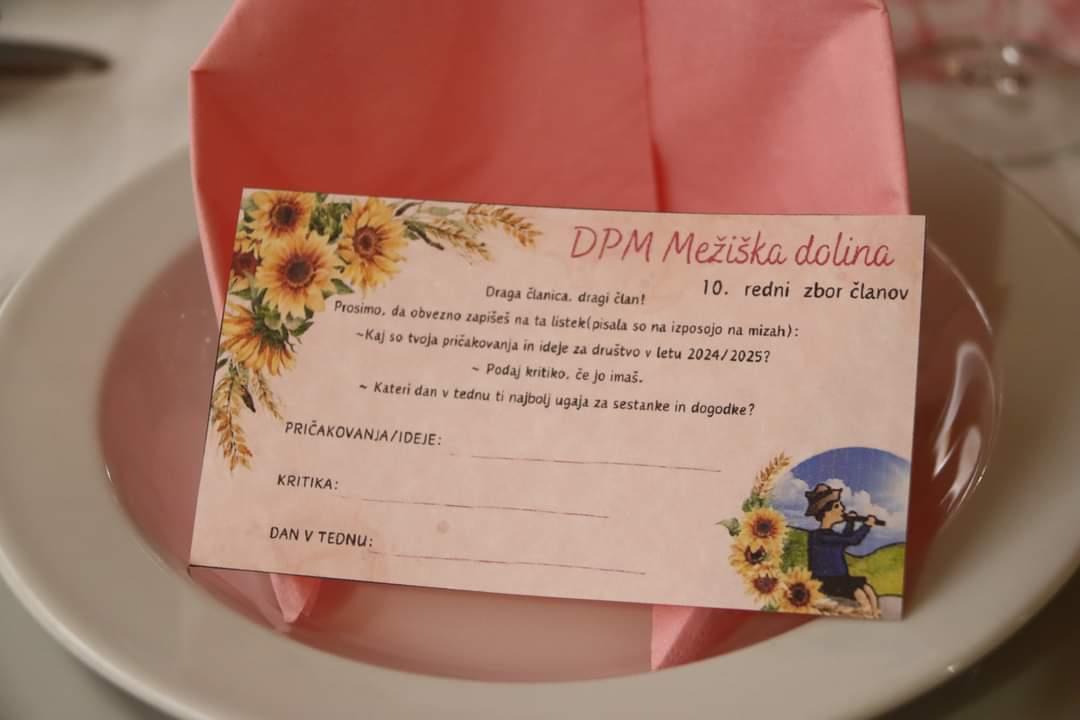 DPM Mežiška dolina
10. redni zbor članov
Draga članica, dragi član!
Prosimo, da obvezno zapišeš na ta listek(pisala so na izposojo na mizah):
~Kaj so tvoja pričakovanja in ideje za društvo v letu 2024/2025?
~ Podaj kritiko, če jo imaš.
~ Kateri dan v tednu ti najbolj ugaja za sestanke in dogodke?
PRIČAKOVANJA/IDEJE:
KRITIKA:
DAN V TEDNU: